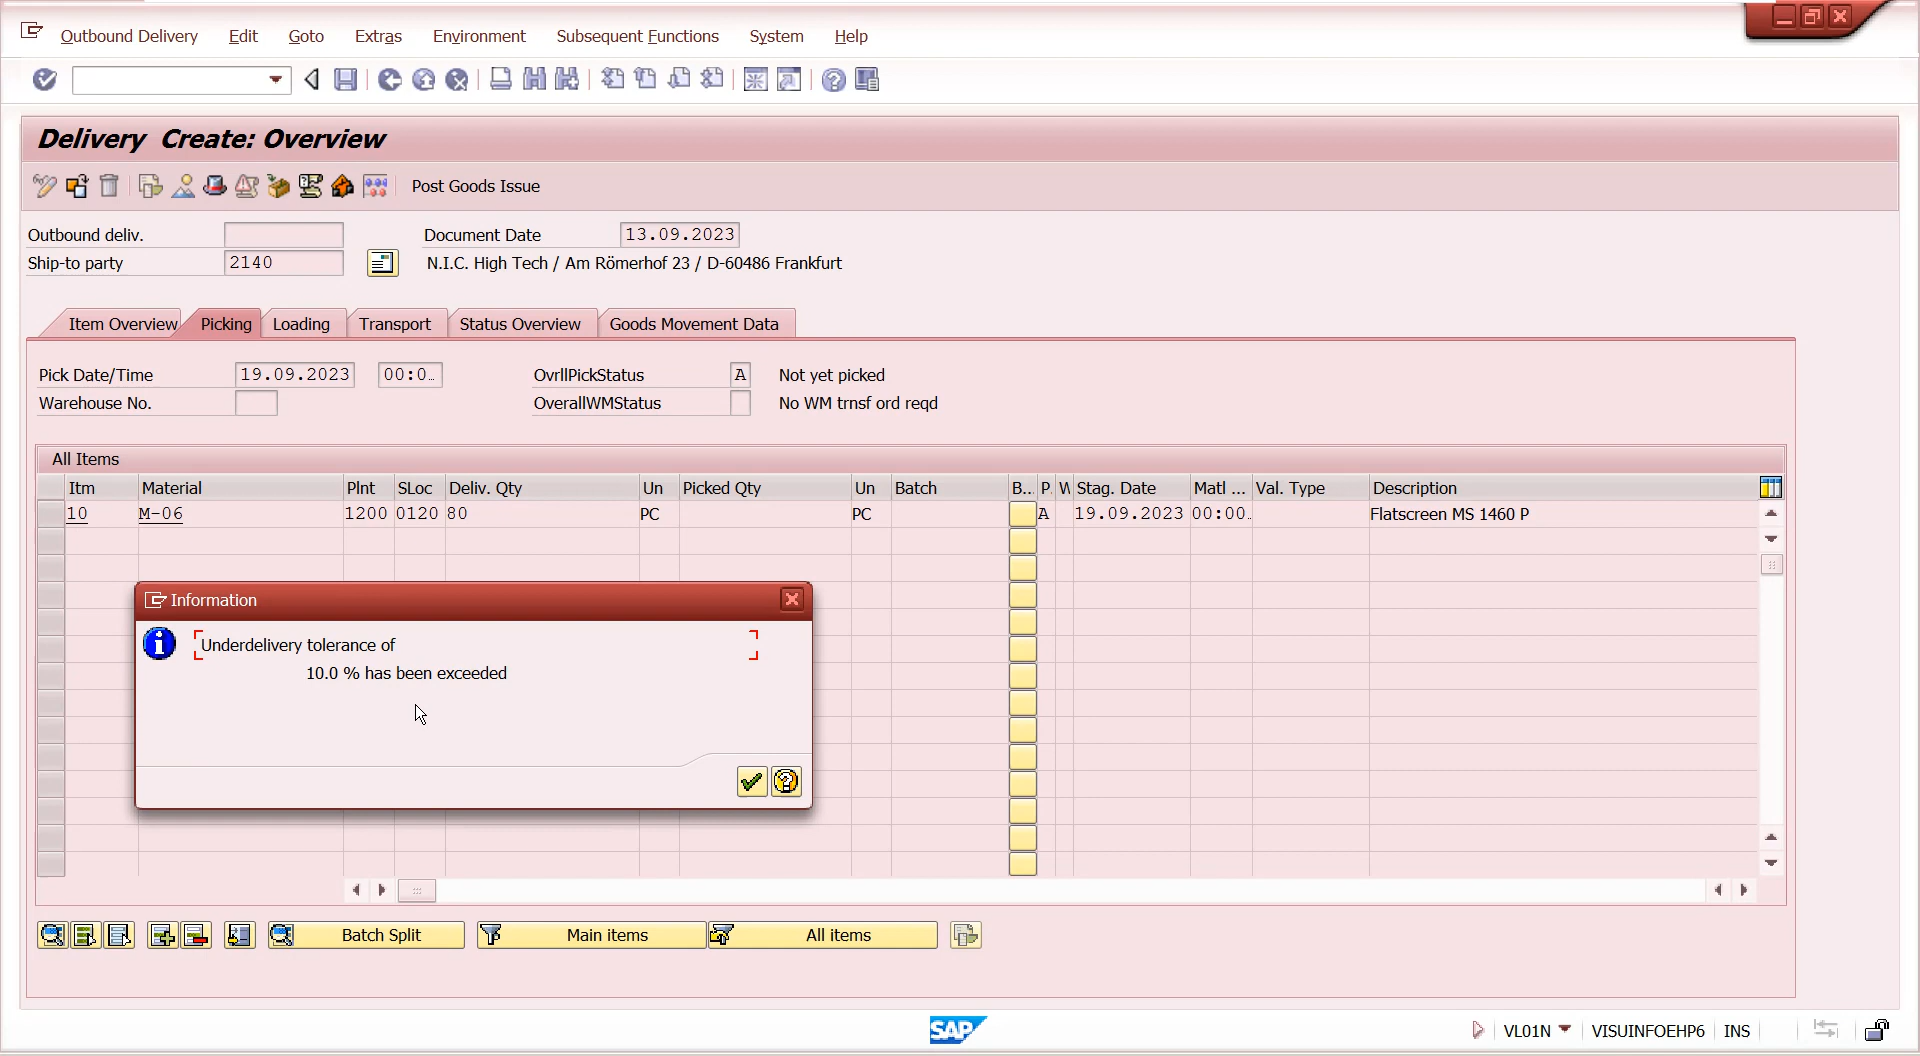 Outbound Delivery Edit Goto Extras Environment Subsequent Functions System Help
Delivery Create: Overview
Post Goods Issue
Outbound deliv. Document Date 13.09.2023
Ship-to party 2140 N.I.C. High Tech / Am Römerhof 23 / D-60486 Frankfurt
Item Overview Picking Loading Transport Status Overview Goods Movement Data
Pick Date/Time 19.09.2023 00:0… OvrllPickStatus A Not yet picked
Warehouse No. OverallWMStatus No WM trnsf ord reqd
All Items
Itm Material Plnt SLoc Deliv. Qty Un Picked Qty Un Batch B.. P. W Stag. Date Matl ... Val. Type Description
10 M-06 1200 0120 80 PC PC A 19.09.2023 00:00… Flatscreen MS 1460 P
Information
Underdelivery tolerance of
10.0 % has been exceeded
Batch Split Main items All items
SAP VL01N VISUINFOEHP6 INS